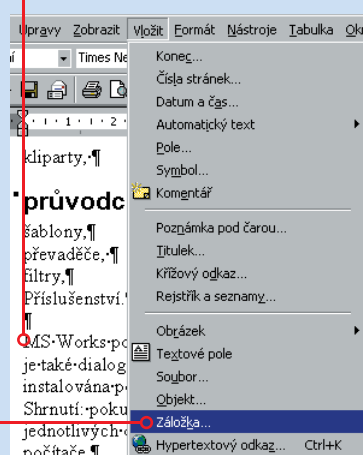 Úpravy Zobrazit Vložit Formát Nástroje Tabulka
Times Ne
Konec...
Čísla stránek...
Datum a čas...
Automatický text
Pole...
Symbol...
Komentář
Poznámka pod čarou...
Titulek...
Křížový odkaz...
Rejstřík a seznamy...
Obrázek
Textové pole
Soubor...
Objekt...
Záložka...
Hypertextový odkaz... Ctrl+K
1 2
kliparty,·¶
průvodc
šablony,¶
převaděče,·¶
filtry,¶
Příslušenství.
¶
MS·Works·po
je·také·dialog
instalována·p
Shrnutí:·poku
jednotlivých·
počítače.¶